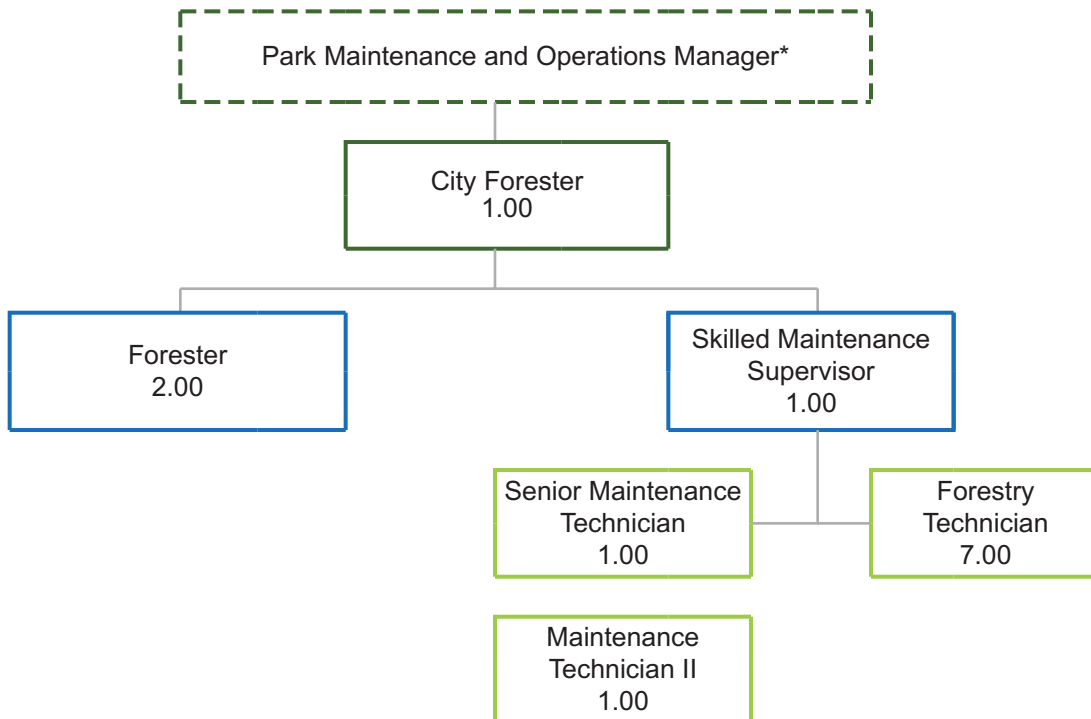 Park Maintenance and Operations Manager*
City Forester
1.00
Forester
2.00
Skilled Maintenance
Supervisor
1.00
Senior Maintenance
Technician
1.00
Forestry
Technician
7.00
Maintenance
Technician II
1.00